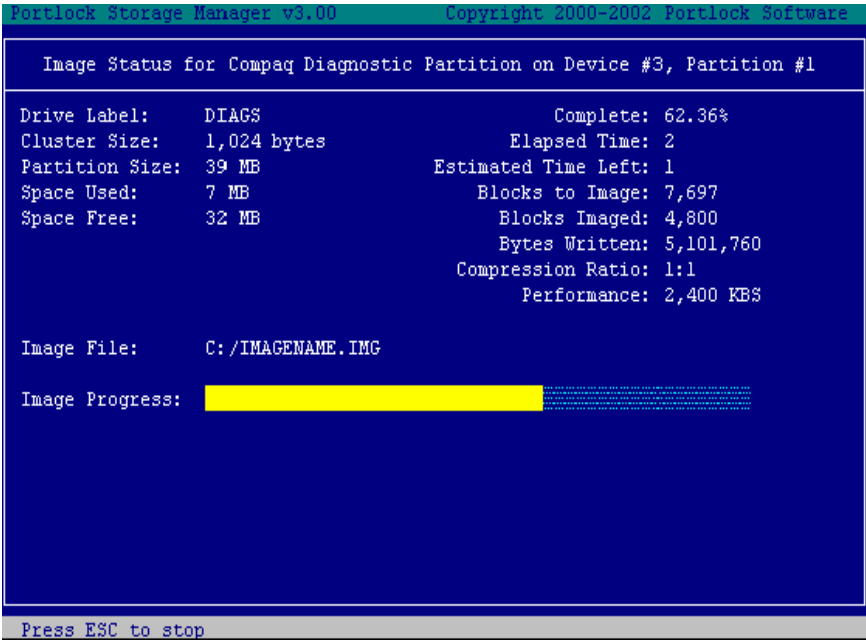 Portlock Storage Manager v3.00 Copyright 2000-2002 Portlock Software
Image Status for Compaq Diagnostic Partition on Device #3, Partition #1
Drive Label: DIAGS Complete: 62.36%
Cluster Size: 1,024 bytes Elapsed Time: 2
Partition Size: 39 MB Estimated Time Left: 1
Space Used: 7 MB Blocks to Image: 7,697
Space Free: 32 MB Blocks Imaged: 4,800
Bytes Written: 5,101,760
Compression Ratio: 1:1
Performance: 2,400 KBS
Image File: C:/IMAGENAME.IMG
Image Progress:
Press ESC to stop